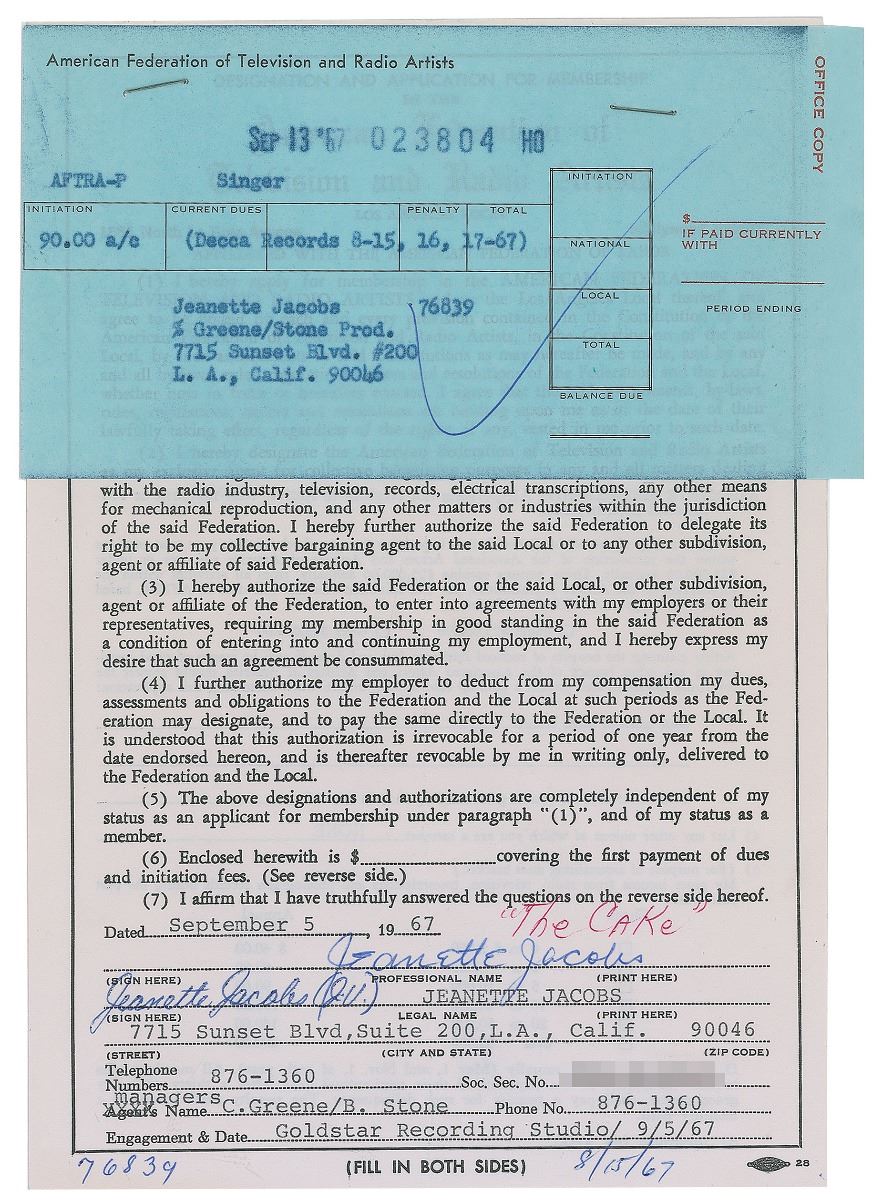 American Federation of Television and Radio Artists
OFFICE COPY
SEP 13 '67 023804 HO
AFTRA-P Singer
INITIATION CURRENT DUES PENALTY TOTAL
90.00 a/c (Decca Records 8-15, 16, 17-67)
INITIATION
NATIONAL
LOCAL
TOTAL
BALANCE DUE
$
IF PAID CURRENTLY
WITH
PERIOD ENDING
Jeanette Jacobs 76839
% Greene/Stone Prod.
7715 Sunset Blvd. #200
L. A., Calif. 90046
with the radio industry, television, records, electrical transcriptions, any other means
for mechanical reproduction, and any other matters or industries within the jurisdiction
of the said Federation. I hereby further authorize the said Federation to delegate its
right to be my collective bargaining agent to the said Local or to any other subdivision,
agent or affiliate of said Federation.
(3) I hereby authorize the said Federation or the said Local, or other subdivision,
agent or affiliate of the Federation, to enter into agreements with my employers or their
representatives, requiring my membership in good standing in the said Federation as
a condition of entering into and continuing my employment, and I hereby express my
desire that such an agreement be consummated.
(4) I further authorize my employer to deduct from my compensation my dues,
assessments and obligations to the Federation and the Local at such periods as the Fed-
eration may designate, and to pay the same directly to the Federation or the Local. It
is understood that this authorization is irrevocable for a period of one year from the
date endorsed hereon, and is thereafter revocable by me in writing only, delivered to
the Federation and the Local.
(5) The above designations and authorizations are completely independent of my
status as an applicant for membership under paragraph "(1)", and of my status as a
member.
(6) Enclosed herewith is $ covering the first payment of dues
and initiation fees. (See reverse side.)
(7) I affirm that I have truthfully answered the questions on the reverse side hereof.
Dated September 5, 19 67 "The CAKe"
Jeanette Jacobs
(SIGN HERE) PROFESSIONAL NAME (PRINT HERE)
Jeanette Jacobs JEANETTE JACOBS
(SIGN HERE) LEGAL NAME (PRINT HERE)
7715 Sunset Blvd,Suite 200,L.A., Calif. 90046
(STREET) (CITY AND STATE) (ZIP CODE)
Telephone
Numbers 876-1360 Soc. Sec. No.
managers
Agent's Name C.Greene/B. Stone Phone No. 876-1360
Engagement & Date Goldstar Recording Studio/ 9/5/67
76839 (FILL IN BOTH SIDES) 8/15/67 28